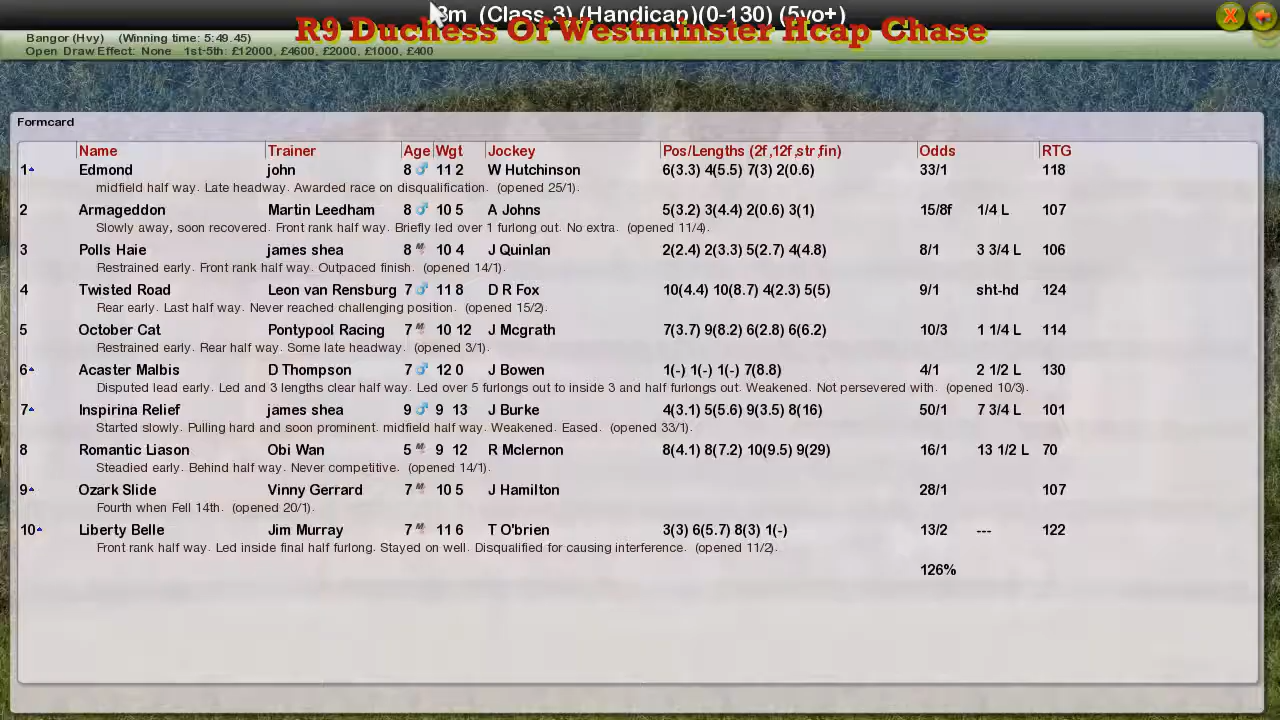 3m (Class 3) (Handicap)(0-130) (5yo+)
R9 Duchess Of Westminster Hcap Chase
Bangor (Hvy) (Winning time: 5:49.45)
Open Draw Effect: None 1st-5th: £12000, £4600, £2000, £1000, £400
Formcard
Name Trainer Age Wgt Jockey Pos/Lengths (2f,12f,str,fin) Odds RTG
1 Edmond john 8 11 2 W Hutchinson 6(3.3) 4(5.5) 7(3) 2(0.6) 33/1 118
midfield half way. Late headway. Awarded race on disqualification. (opened 25/1).
2 Armageddon Martin Leedham 8 10 5 A Johns 5(3.2) 3(4.4) 2(0.6) 3(1) 15/8f 1/4 L 107
Slowly away, soon recovered. Front rank half way. Briefly led over 1 furlong out. No extra. (opened 11/4).
3 Polls Haie james shea 8 10 4 J Quinlan 2(2.4) 2(3.3) 5(2.7) 4(4.8) 8/1 3 3/4 L 106
Restrained early. Front rank half way. Outpaced finish. (opened 14/1).
4 Twisted Road Leon van Rensburg 7 11 8 D R Fox 10(4.4) 10(8.7) 4(2.3) 5(5) 9/1 sht-hd 124
Rear early. Last half way. Never reached challenging position. (opened 15/2).
5 October Cat Pontypool Racing 7 10 12 J Mcgrath 7(3.7) 9(8.2) 6(2.8) 6(6.2) 10/3 1 1/4 L 114
Restrained early. Rear half way. Some late headway. (opened 3/1).
6 Acaster Malbis D Thompson 7 12 0 J Bowen 1(-) 1(-) 1(-) 7(8.8) 4/1 2 1/2 L 130
Disputed lead early. Led and 3 lengths clear half way. Led over 5 furlongs out to inside 3 and half furlongs out. Weakened. Not persevered with. (opened 10/3).
7 Inspirina Relief james shea 9 9 13 J Burke 4(3.1) 5(5.6) 9(3.5) 8(16) 50/1 7 3/4 L 101
Started slowly. Pulling hard and soon prominent. midfield half way. Weakened. Eased. (opened 33/1).
8 Romantic Liason Obi Wan 5 9 12 R Mclernon 8(4.1) 8(7.2) 10(9.5) 9(29) 16/1 13 1/2 L 70
Steadied early. Behind half way. Never competitive. (opened 14/1).
9 Ozark Slide Vinny Gerrard 7 10 5 J Hamilton 28/1 107
Fourth when Fell 14th. (opened 20/1).
10 Liberty Belle Jim Murray 7 11 6 T O'brien 3(3) 6(5.7) 8(3) 1(-) 13/2 --- 122
Front rank half way. Led inside final half furlong. Stayed on well. Disqualified for causing interference. (opened 11/2).
126%